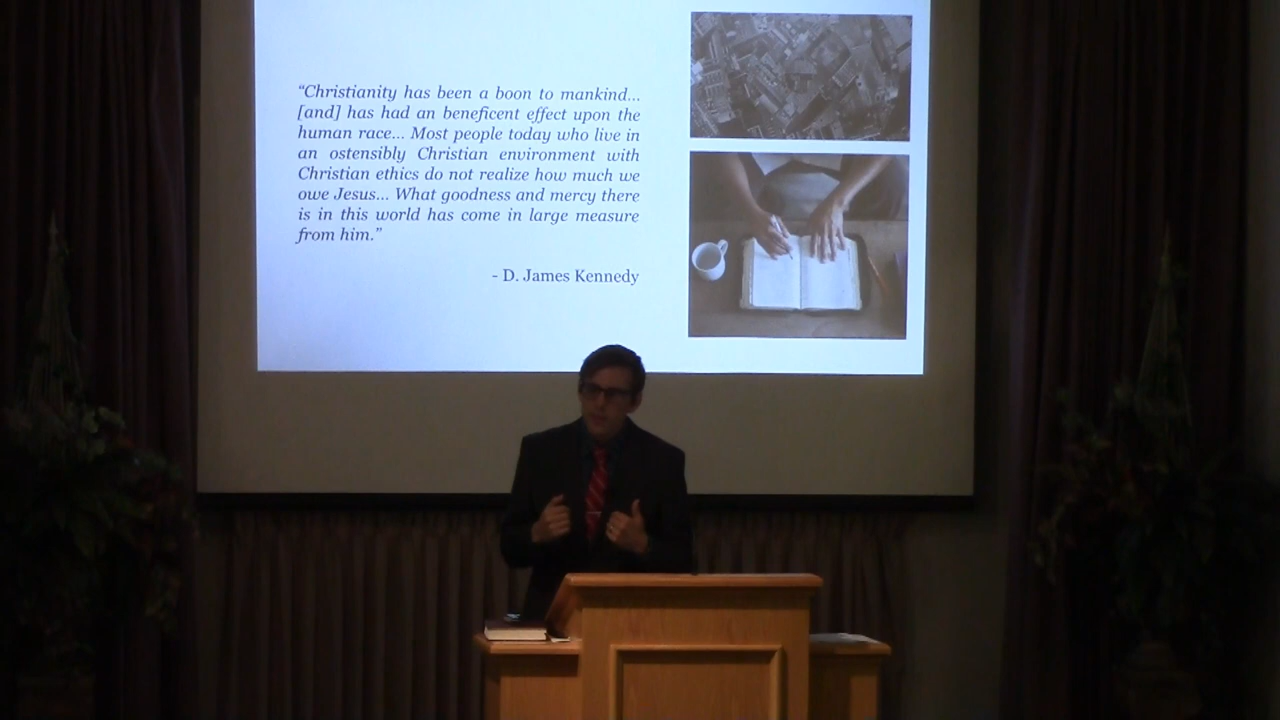 “Christianity has been a boon to mankind...
[and] has had an beneficent effect upon the
human race... Most people today who live in
an ostensibly Christian environment with
Christian ethics do not realize how much we
owe Jesus... What goodness and mercy there
is in this world has come in large measure
from him.”
- D. James Kennedy